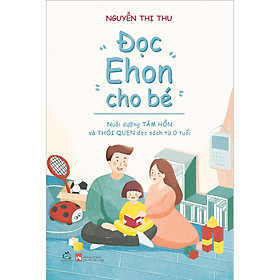 NGUYỄN THỊ THU
Đọc
Ehon
cho bé
Nuôi dưỡng TÂM HỒN
và THÓI QUEN đọc sách từ 0 tuổi